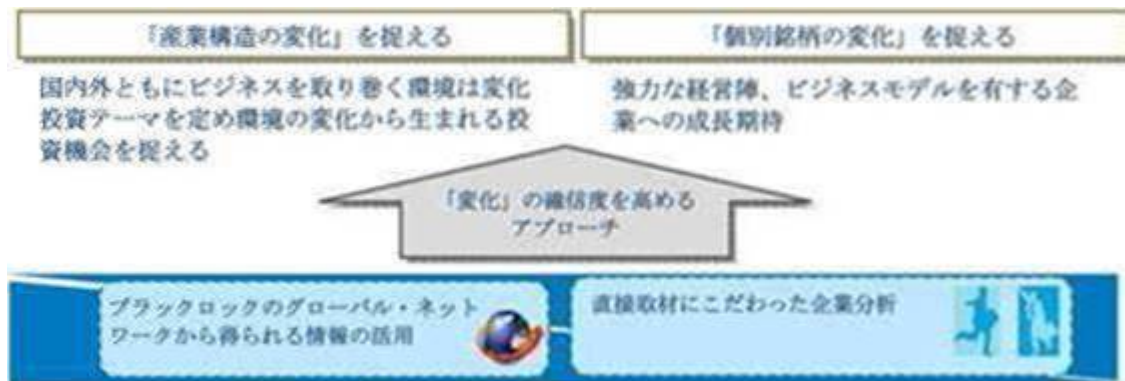 「産業構造の変化」を捉える
国内外ともにビジネスを取り巻く環境は変化
投資テーマを定め環境の変化から生まれる投
資機会を捉える
「個別銘柄の変化」を捉える
強力な経営陣、ビジネスモデルを有する企
業への成長期待
「変化」の確信度を高める
アプローチ
ブラックロックのグローバル・ネット
ワークから得られる情報の活用
直接取材にこだわった企業分析